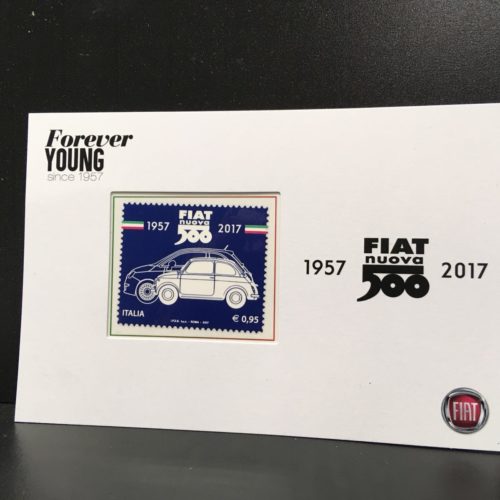 Forever
YOUNG
since 1957
1957 FIAT 2017
nuova
500
ITALIA
€ 0,95
1957 FIAT 2017
nuova
500
FIAT